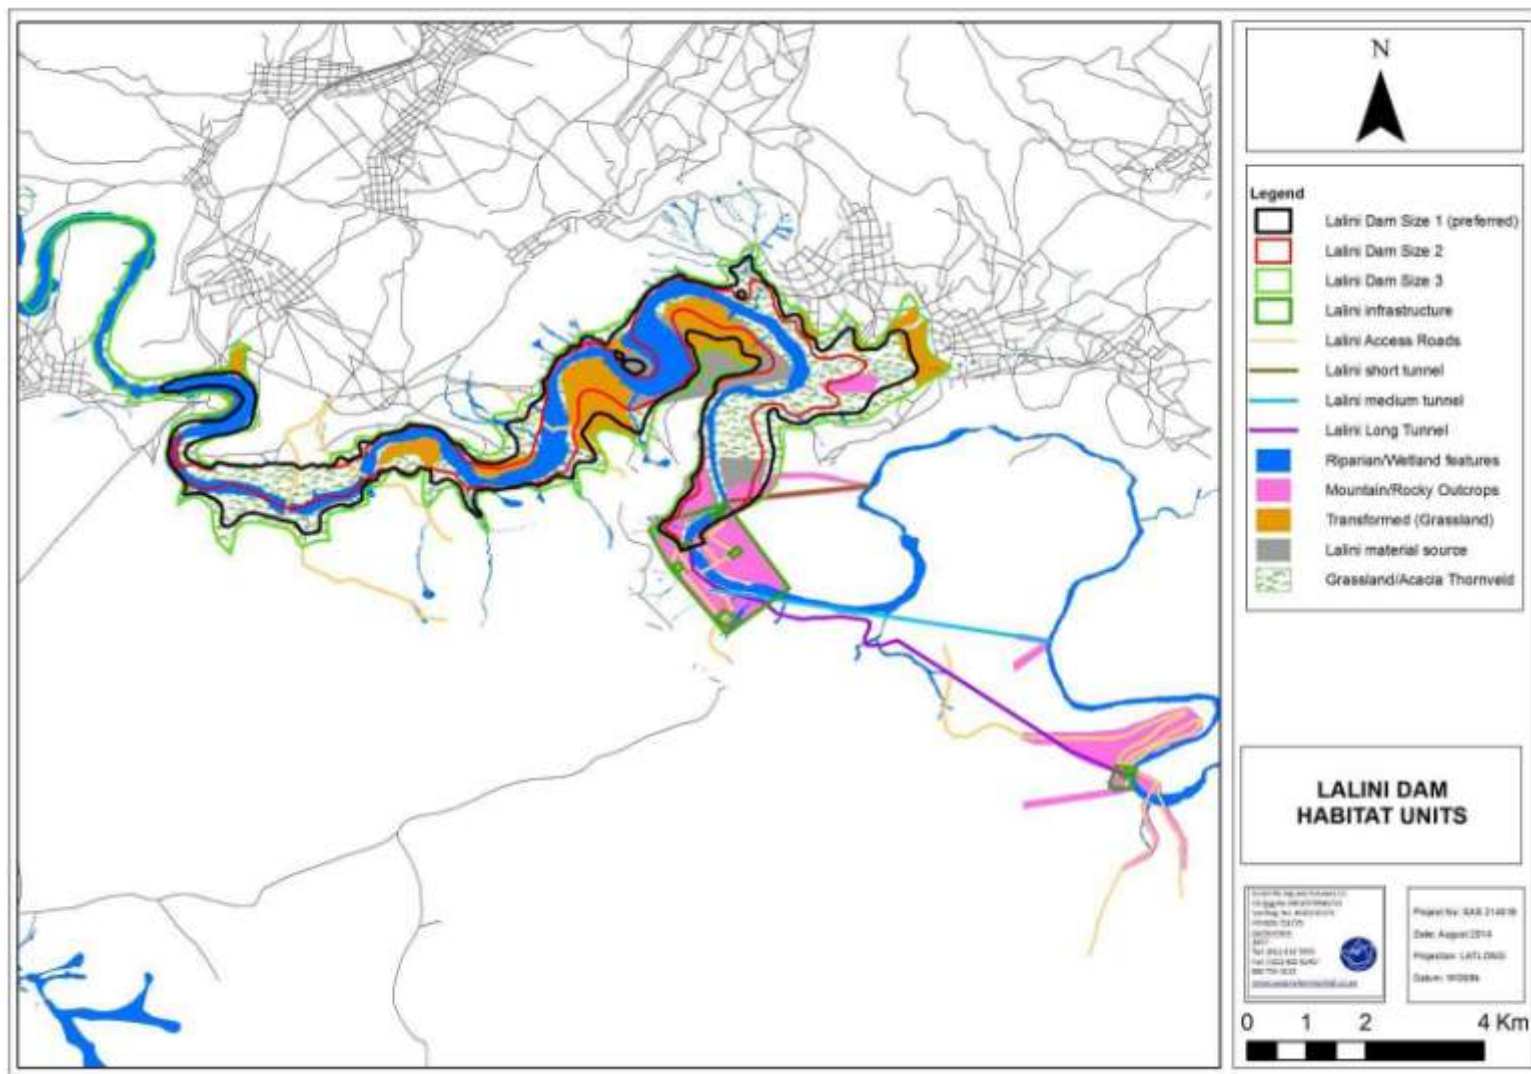 N
Legend
Lalini Dam Size 1 (preferred)
Lalini Dam Size 2
Lalini Dam Size 3
Lalini infrastructure
Lalini Access Roads
Lalini short tunnel
Lalini medium tunnel
Lalini Long Tunnel
Riparian/Wetland features
Mountain/Rocky Outcrops
Transformed (Grassland)
Lalini material source
Grassland/Acacia Thornveld
LALINI DAM
HABITAT UNITS
Date: August 2014
Projection: LATLONG
0 1 2 4 Km